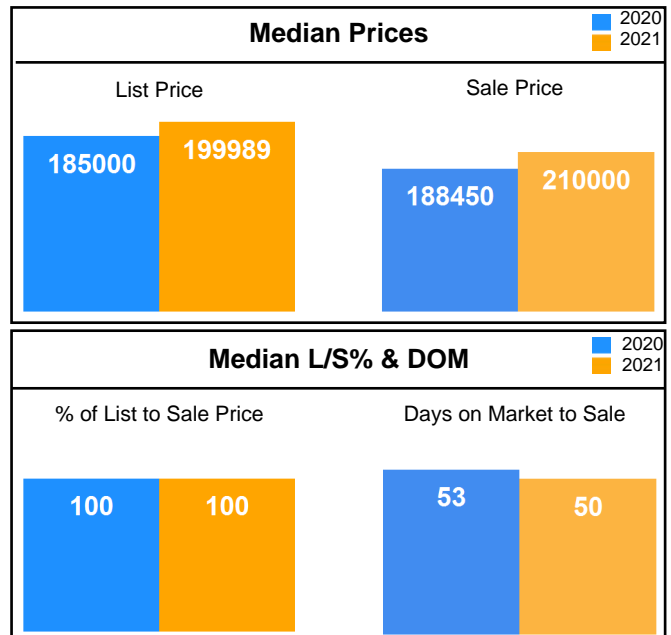 Median Prices
2020
2021
List Price
Sale Price
185000
199989
188450
210000
Median L/S% & DOM
2020
2021
% of List to Sale Price
Days on Market to Sale
100
100
53
50